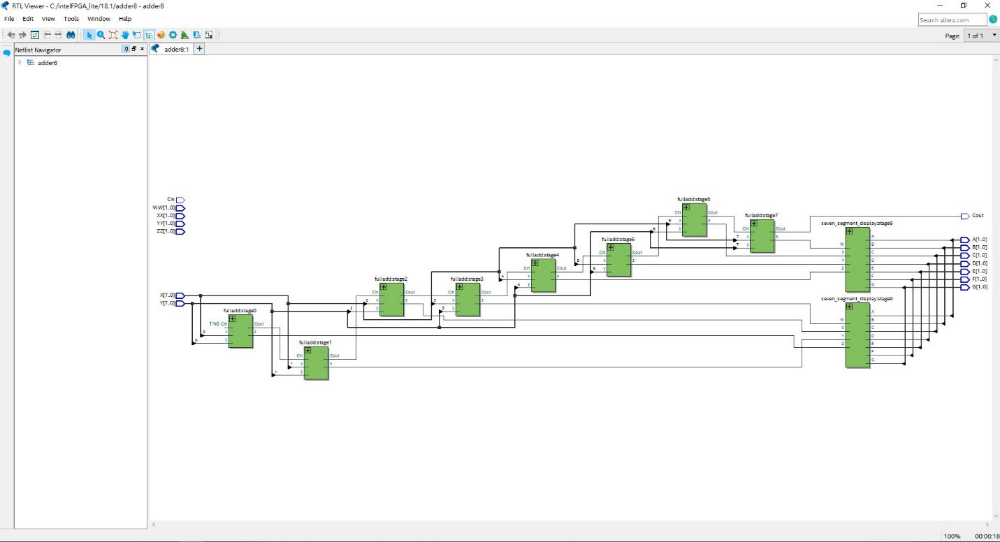 RTL Viewer - C:/intelFPGA_lite/18.1/adder8 - adder8
File Edit View Tools Window Help
Search altera.com
Page: 1 of 1
Netlist Navigator
adder8:1
adder8
fulladd:stage6
Cin
Cin Cout
WW[1..0]
XX[1..0]
x s
fulladd:stage7
Cout
YY[1..0]
6
6 y
seven_segment_display:stage8
ZZ[1..0]
Cin Cout
fulladd:stage5
7 x s
7 y
A
A[1..0]
W B
B[1..0]
Cin Cout
X C
C[1..0]
fulladd:stage4
5 x s
Y D
D[1..0]
Cin Cout
5 y
Z E
E[1..0]
4 x s
F
F[1..0]
fulladd:stage2
fulladd:stage3
4 y
G
G[1..0]
X[7..0]
Cin Cout
Cin Cout
seven_segment_display:stage9
Y[7..0]
2 x s
3 x s
fulladd:stage0
2 y
3 y
A
1'h0 Cin Cout
W B
0 x s
X C
0 y
Y D
fulladd:stage1
Z E
Cin Cout
F
1 x s
G
1 y
100% 00:00:18